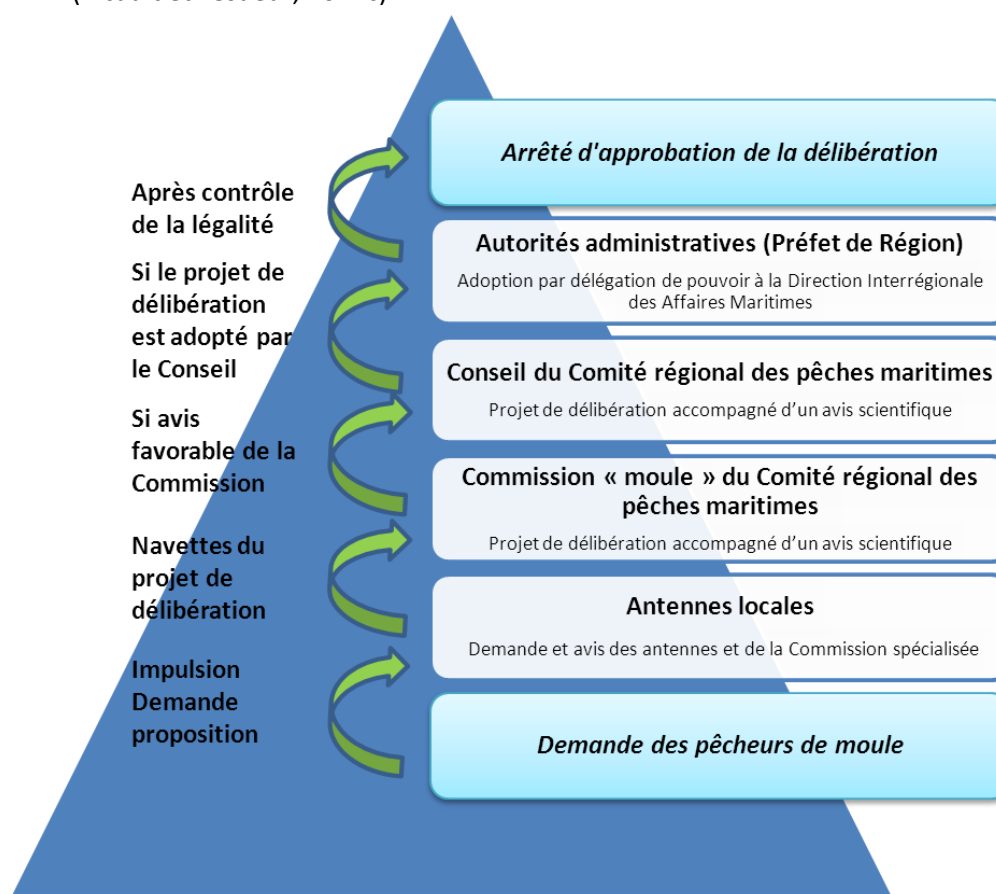 Arrêté d'approbation de la délibération
Après contrôle
de la légalité
Autorités administratives (Préfet de Région)
Adoption par délégation de pouvoir à la Direction Interrégionale
des Affaires Maritimes
Si le projet de
délibération
est adopté par
le Conseil
Conseil du Comité régional des pêches maritimes
Projet de délibération accompagné d'un avis scientifique
Si avis
favorable de la
Commission
Commission « moule » du Comité régional des
pêches maritimes
Projet de délibération accompagné d'un avis scientifique
Navettes du
projet de
délibération
Antennes locales
Demande et avis des antennes et de la Commission spécialisée
Impulsion
Demande
proposition
Demande des pêcheurs de moule